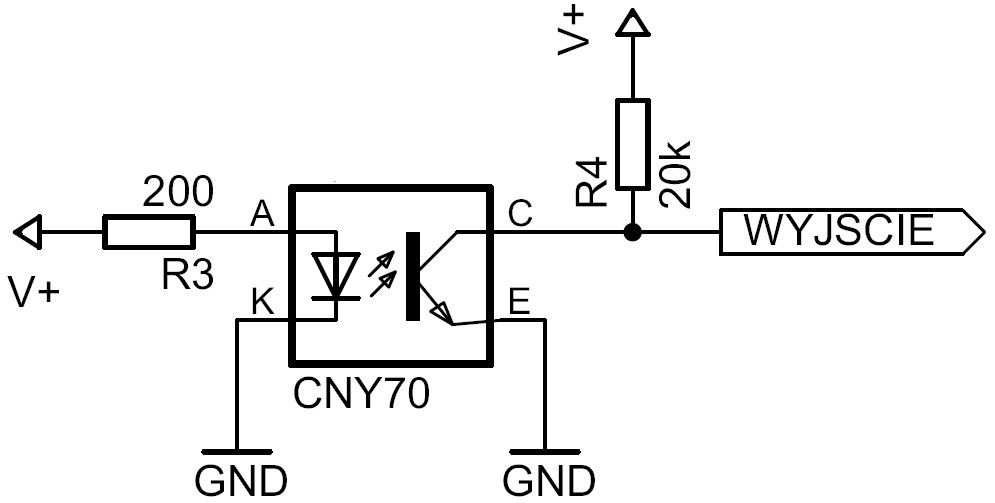 V+
200
R3
V+
A
K
C
E
CNY70
R4
20k
WYJSCIE
GND
GND